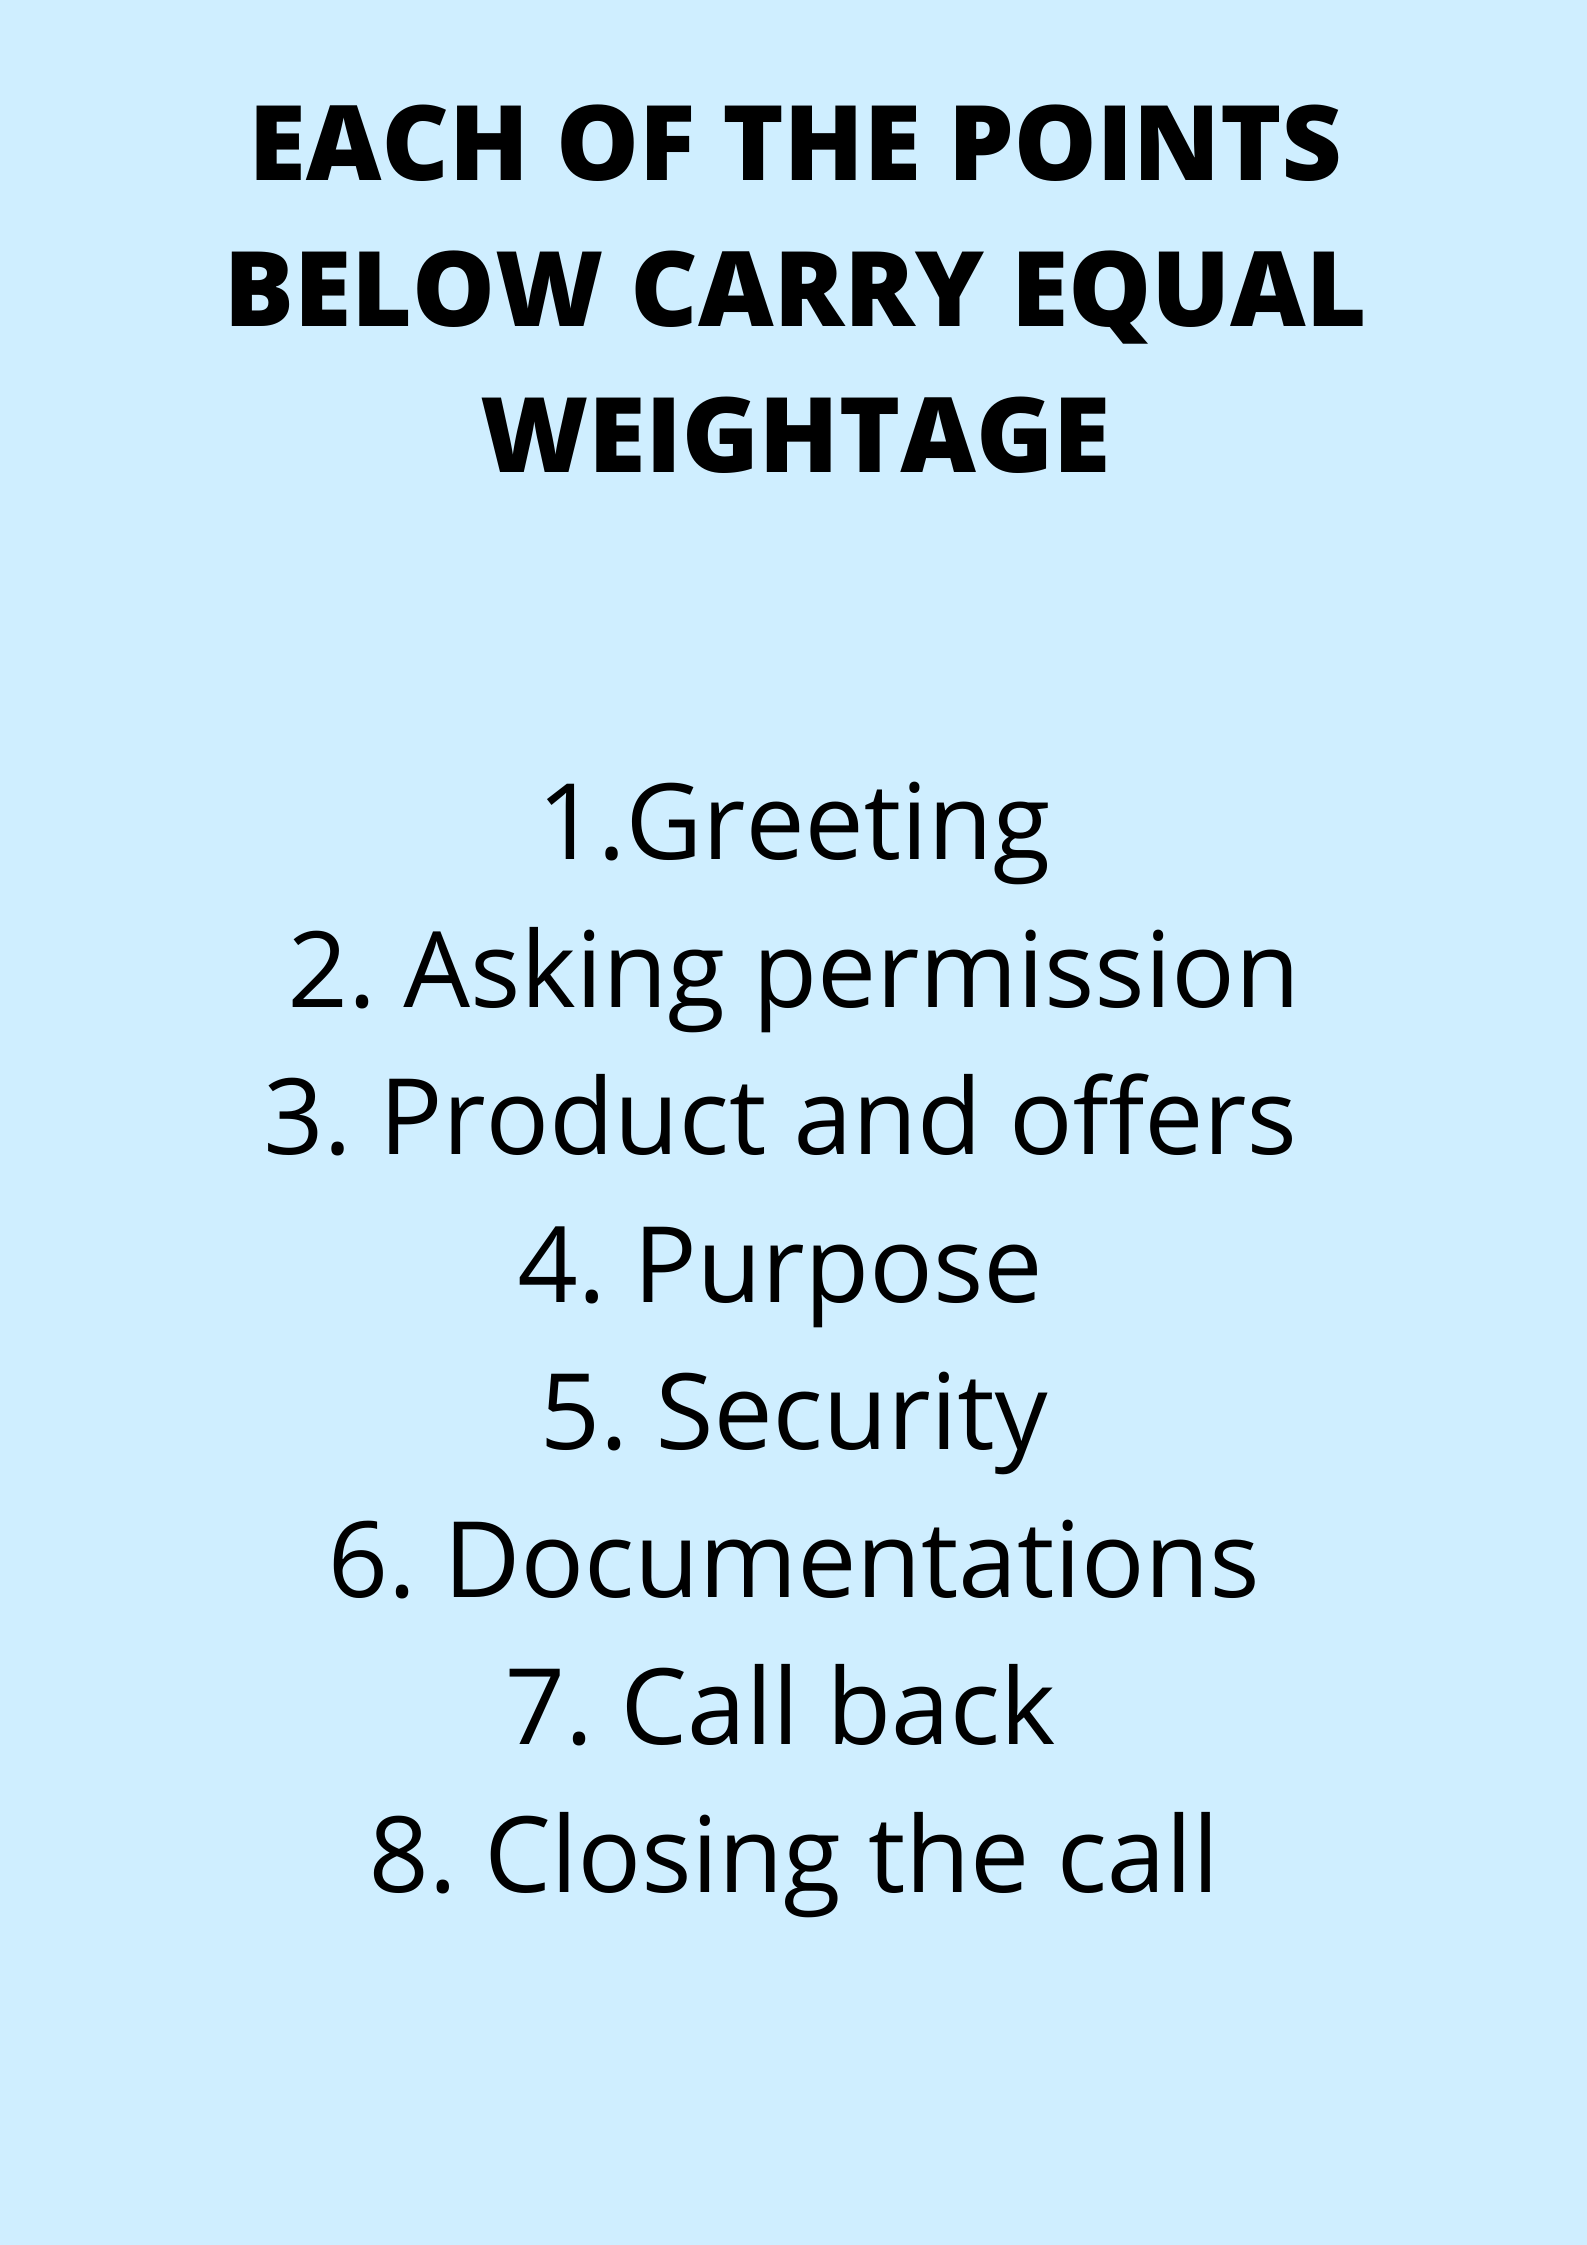 EACH OF THE POINTS
BELOW CARRY EQUAL
WEIGHTAGE
1.Greeting
2. Asking permission
3. Product and offers
4. Purpose
5. Security
6. Documentations
7. Call back
8. Closing the call